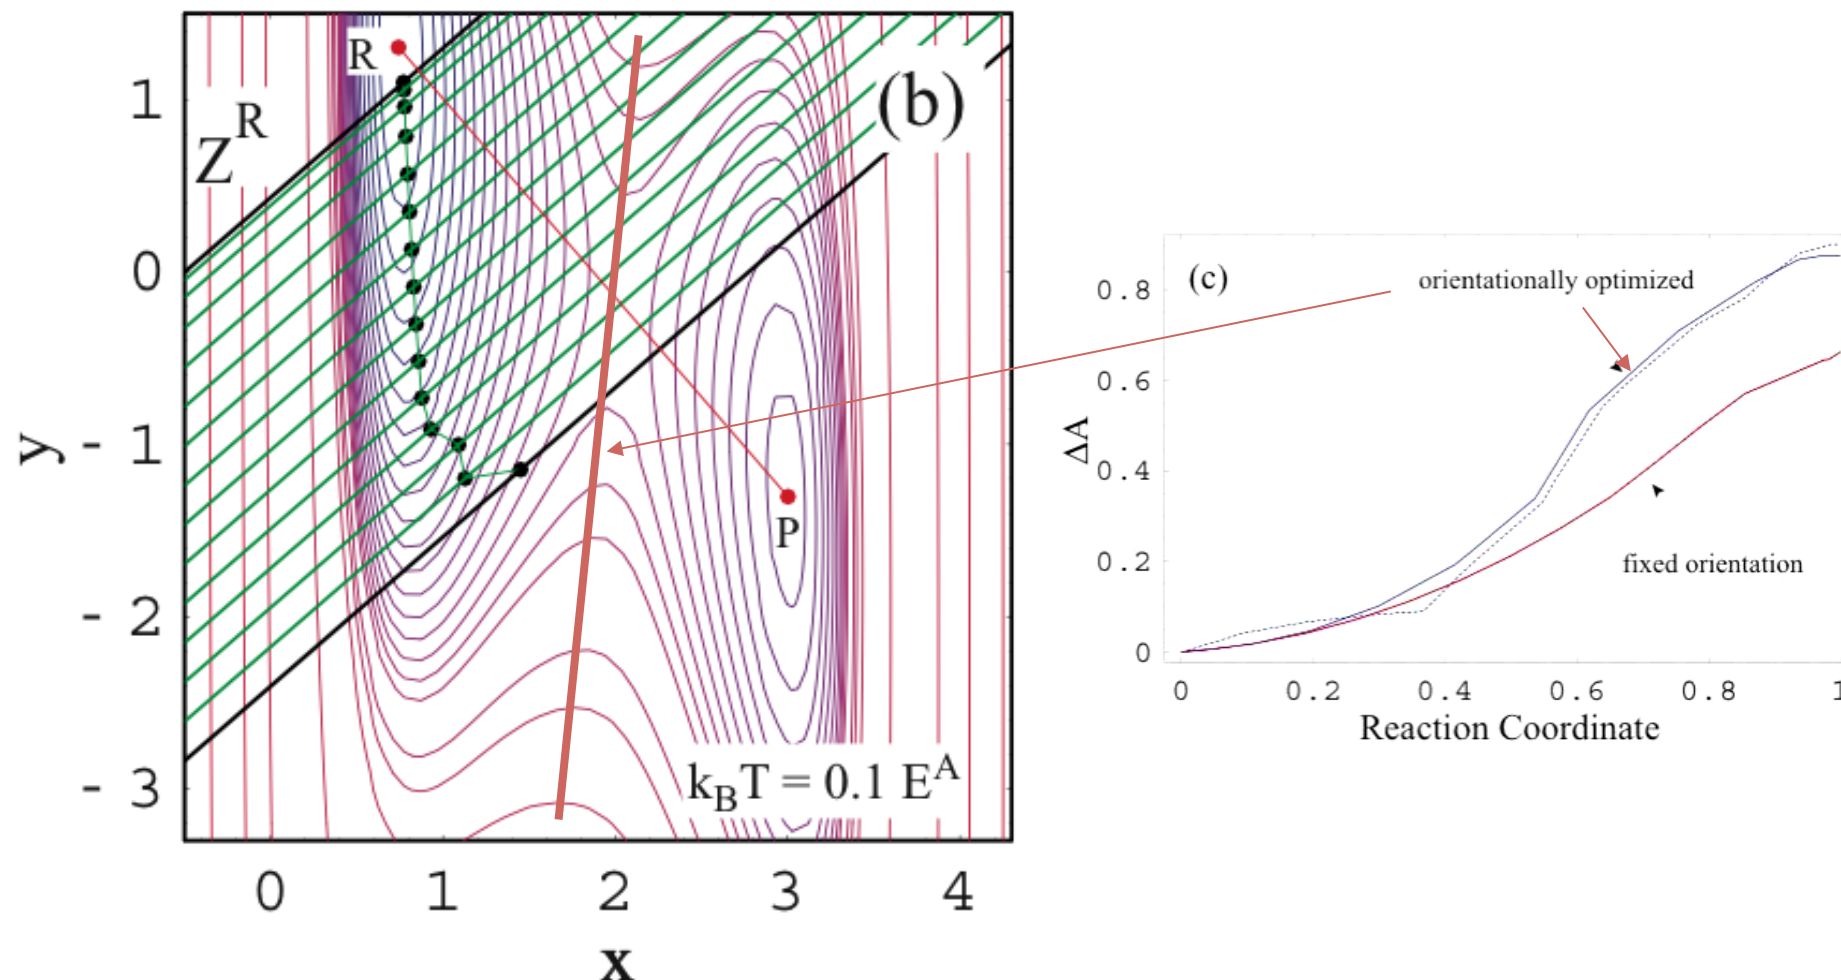 R
(b)
Z^R
1
0
- 1
- 2
- 3
y
P
k_BT = 0.1 E^A
0 1 2 3 4
x
(c)
orientationally optimized
0.8
0.6
0.4
0.2
0
ΔA
fixed orientation
0 0.2 0.4 0.6 0.8 1
Reaction Coordinate